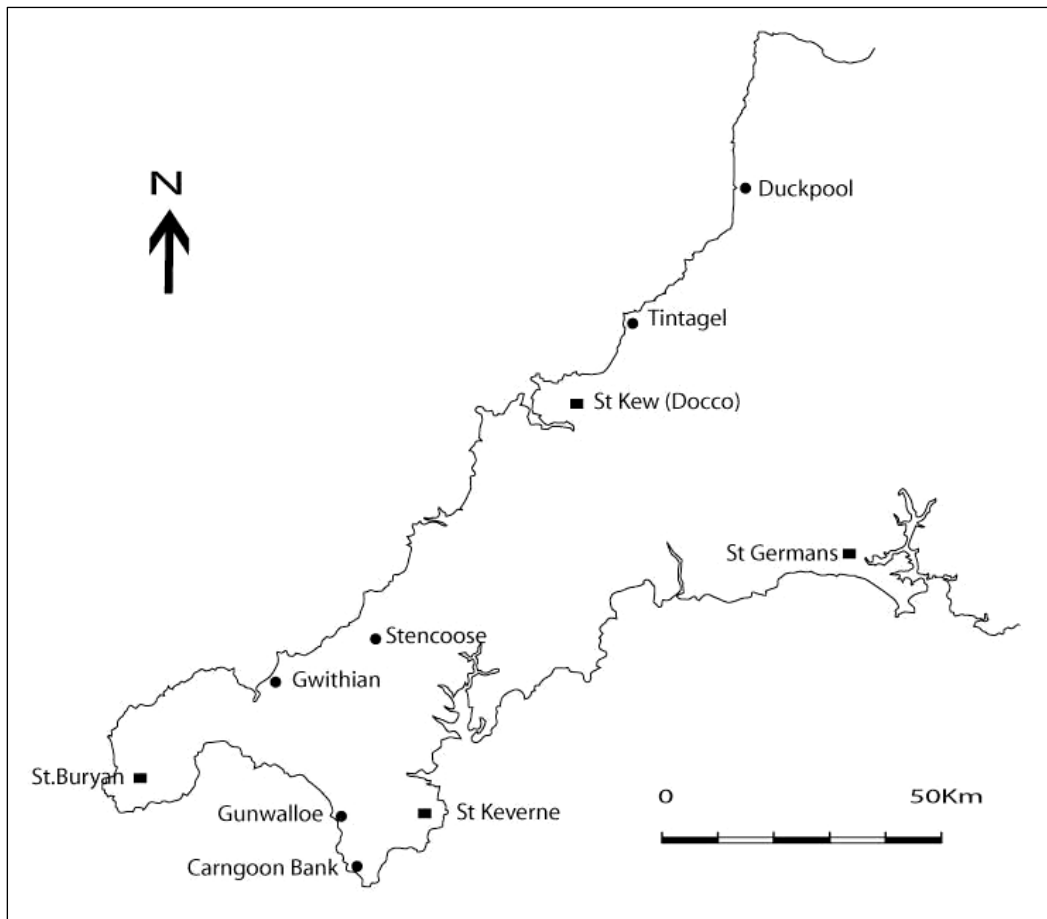 N
Duckpool
Tintagel
St Kew (Docco)
St Germans
Stencoose
Gwithian
St.Buryan
Gunwalloe
St Keverne
Carngoon Bank
0 50Km